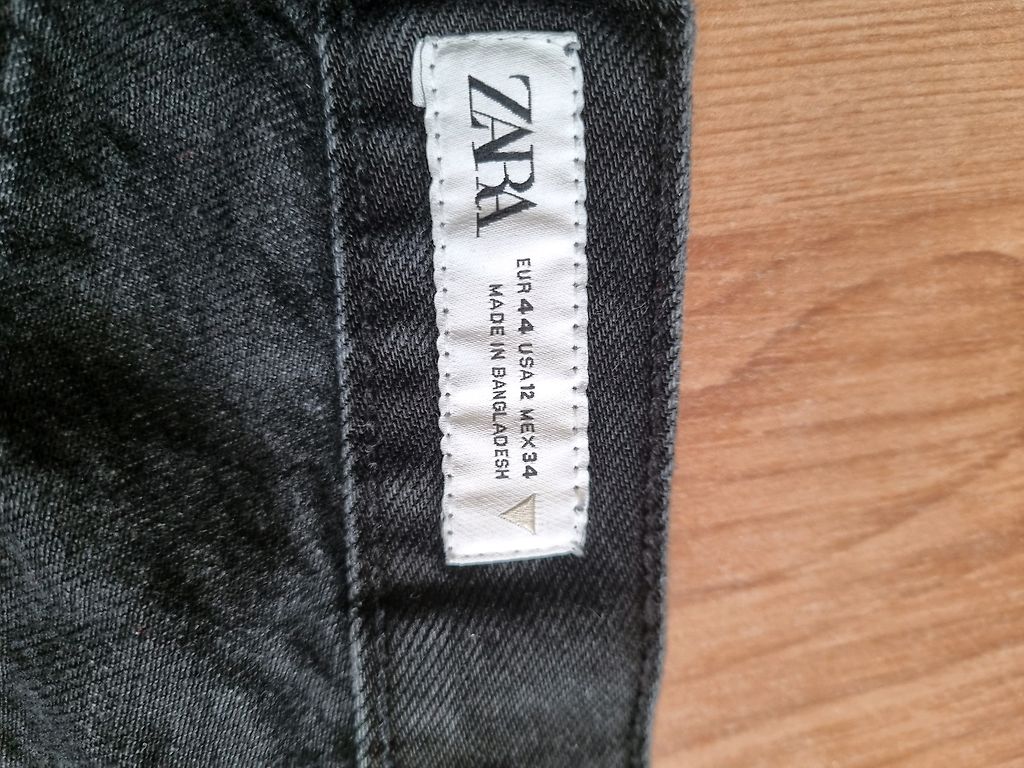 ZARA
EUR 44 USA 12 MEX 34
MADE IN BANGLADESH